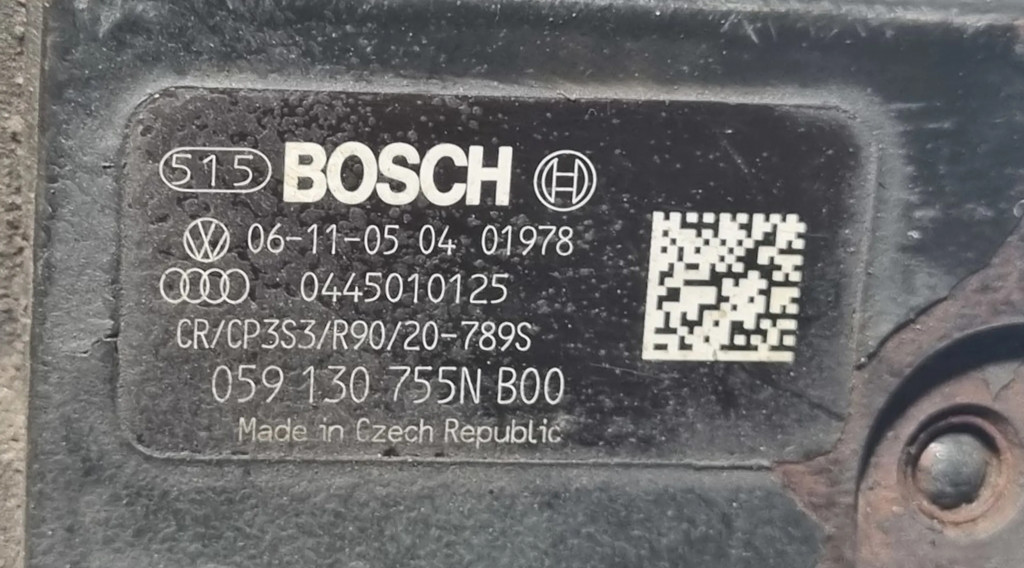 515 BOSCH
06-11-05 04 01978
0445010125
CR/CP3S3/R90/20-789S
059 130 755N B00
Made in Czech Republic